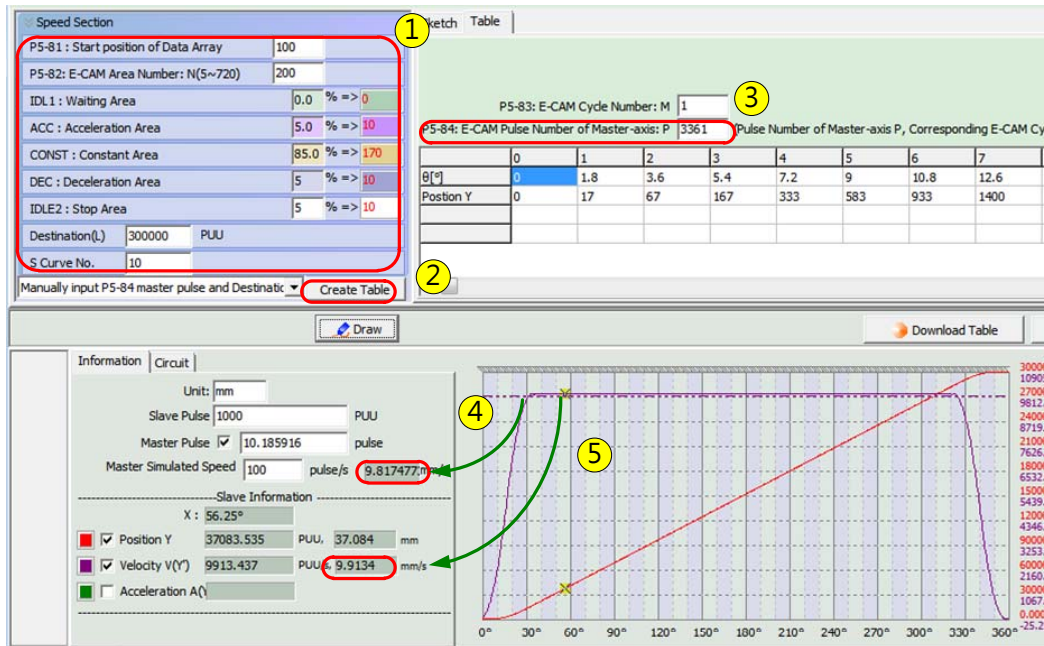 Speed Section
P5-81 : Start position of Data Array 100
P5-82: E-CAM Area Number: N(5~720) 200
IDL1 : Waiting Area 0.0 % => 0
ACC : Acceleration Area 5.0 % => 10
CONST : Constant Area 85.0 % => 170
DEC : Deceleration Area 5 % => 10
IDLE2 : Stop Area 5 % => 10
Destination(L) 300000 PUU
S Curve No. 10
Manually input P5-84 master pulse and Destinatic
Create Table
1
2
Table
3
P5-83: E-CAM Cycle Number: M 1
P5-84: E-CAM Pulse Number of Master-axis: P 3361 (Pulse Number of Master-axis P, Corresponding E-CAM Cy
0 1 2 3 4 5 6 7
θ[º] 0 1.8 3.6 5.4 7.2 9 10.8 12.6
Postion Y 0 17 67 167 333 583 933 1400
Draw
Download Table
Information Circuit
Unit: mm
Slave Pulse 1000 PUU
Master Pulse 10.185916 pulse
Master Simulated Speed 100 pulse/s 9.817477
Slave Information
X : 56.25°
Position Y 37083.535 PUU, 37.084 mm
Velocity V(Y') 9913.437 PUU/s, 9.9134 mm/s
Acceleration A(
4
5
30000
1090
27000
9812.
24000
8719.
21000
7626.
18000
6532.
15000
5439.
12000
4346.
90000
3253.
60000
2160.
30000
1067.
0.000
-25.2
0° 30° 60° 90° 120° 150° 180° 210° 240° 270° 300° 330° 360°